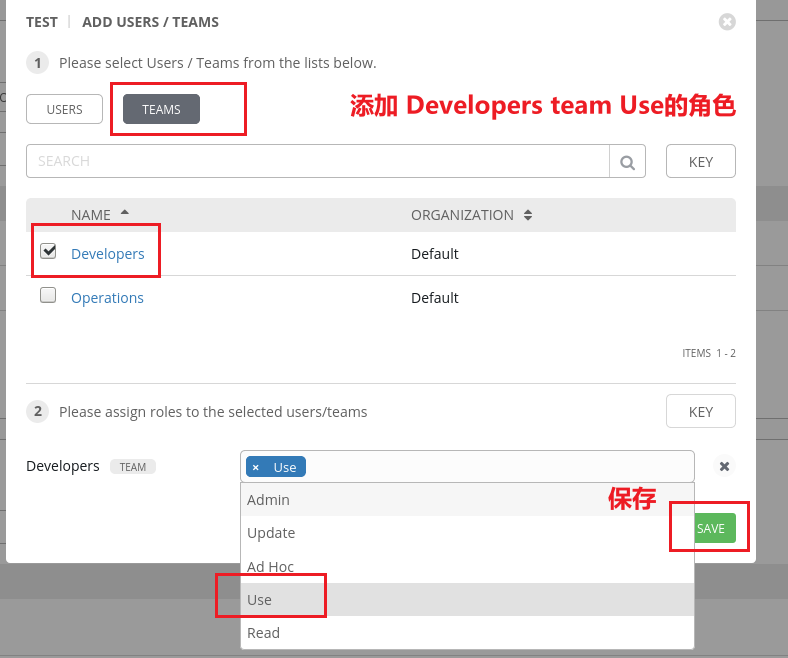 TEST | ADD USERS / TEAMS
1 Please select Users / Teams from the lists below.
USERS TEAMS 添加 Developers team Use的角色
SEARCH KEY
NAME ORGANIZATION
Developers Default
Operations Default
ITEMS 1 - 2
2 Please assign roles to the selected users/teams KEY
Developers TEAM × Use
Admin 保存
Update SAVE
Ad Hoc
Use
Read